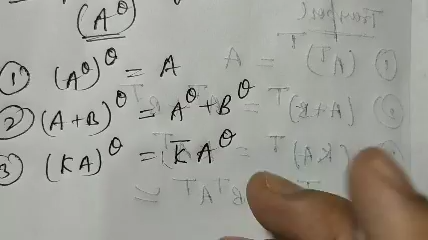 (A^θ)
① (A^θ)^θ = A
② (A+B)^θ = A^θ + B^θ
③ (KA)^θ = K̅ A^θ